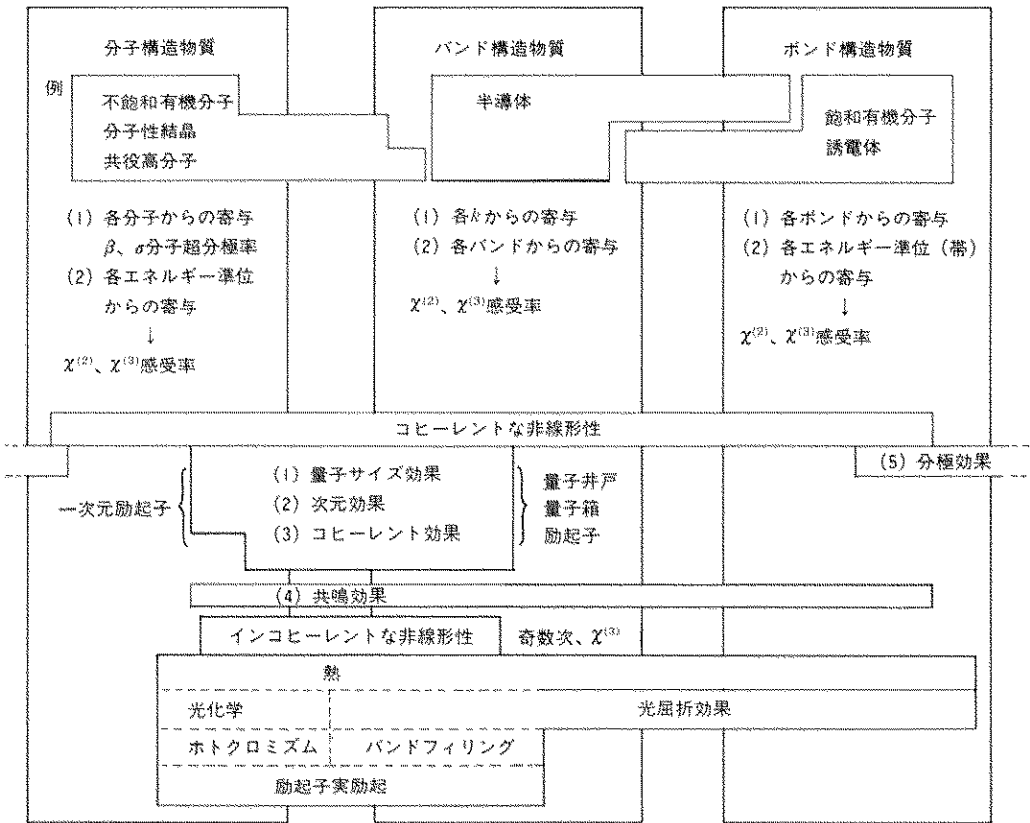 分子構造物質
バンド構造物質
ボンド構造物質
例
不飽和有機分子
分子性結晶
共役高分子
半導体
飽和有機分子
誘電体
(1) 各分子からの寄与
β、σ分子超分極率
(2) 各エネルギー準位
からの寄与
↓
χ⁽²⁾、χ⁽³⁾感受率
(1) 各kからの寄与
(2) 各バンドからの寄与
↓
χ⁽²⁾、χ⁽³⁾感受率
(1) 各ボンドからの寄与
(2) 各エネルギー準位（帯）
からの寄与
↓
χ⁽²⁾、χ⁽³⁾感受率
コヒーレントな非線形性
(5) 分極効果
一次元励起子
(1) 量子サイズ効果
(2) 次元効果
(3) コヒーレント効果
量子井戸
量子箱
励起子
(4) 共鳴効果
インコヒーレントな非線形性
奇数次、χ⁽³⁾
熱
光化学
光屈折効果
ホトクロミズム
バンドフィリング
励起子実励起